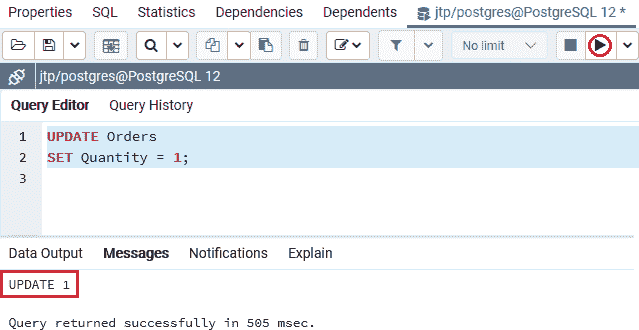 Properties SQL Statistics Dependencies Dependents jtp/postgres@PostgreSQL 12 *
No limit
jtp/postgres@PostgreSQL 12
Query Editor Query History
1 UPDATE Orders
2 SET Quantity = 1;
3
Data Output Messages Notifications Explain
UPDATE 1
Query returned successfully in 505 msec.